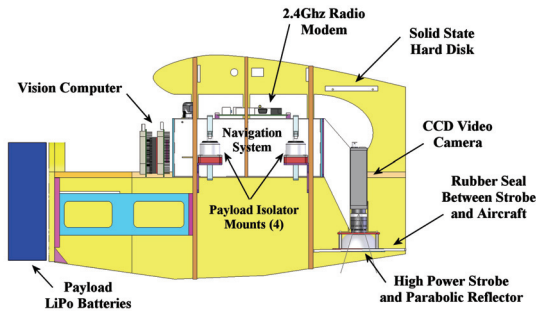 2.4Ghz Radio
Modem
Solid State
Hard Disk
Vision Computer
Navigation
System
CCD Video
Camera
Rubber Seal
Between Strobe
and Aircraft
Payload Isolator
Mounts (4)
Payload
LiPo Batteries
High Power Strobe
and Parabolic Reflector